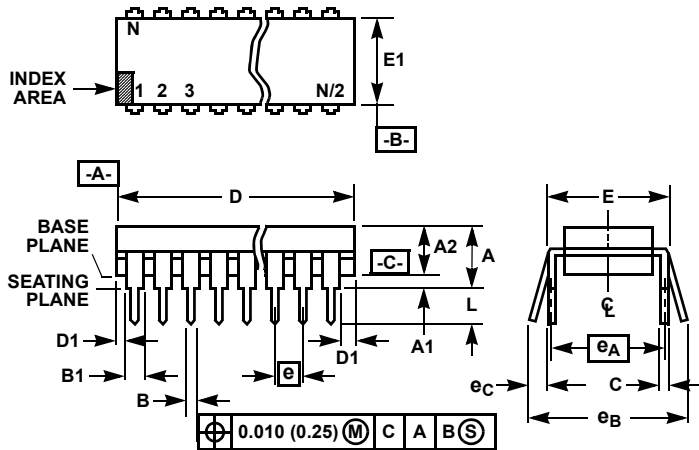 N
E1
INDEX
AREA
1 2 3 N/2
-B-
-A-
D
E
BASE
PLANE
A2
A
-C-
SEATING
PLANE
L
℄
D1
A1
D1
eA
B1
e
eC
C
B
eB
⌖ 0.010 (0.25) Ⓜ C A B Ⓢ